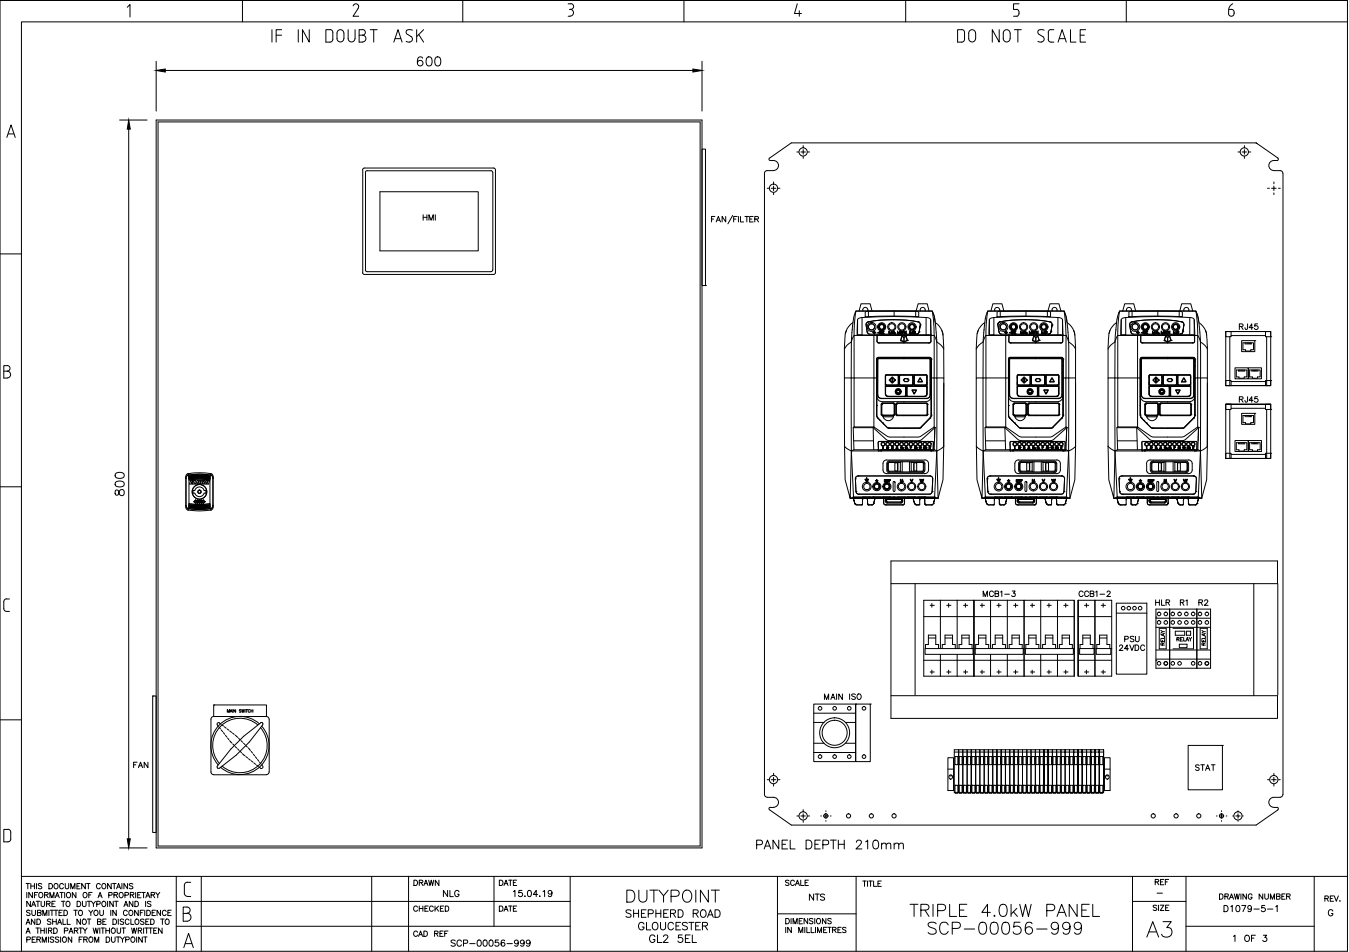 1 2 3 4 5 6
IF IN DOUBT ASK
DO NOT SCALE
600
A
B
C
D
800
HMI
FAN/FILTER
MAIN SWITCH
FAN
RJ45
RJ45
MCB1-3
CCB1-2
HLR R1 R2
PSU
24VDC
RELAY
RELAY
RELAY
MAIN ISO
STAT
PANEL DEPTH 210mm
THIS DOCUMENT CONTAINS
INFORMATION OF A PROPRIETARY
NATURE TO DUTYPOINT AND IS
SUBMITTED TO YOU IN CONFIDENCE
AND SHALL NOT BE DISCLOSED TO
A THIRD PARTY WITHOUT WRITTEN
PERMISSION FROM DUTYPOINT
C
B
A
DRAWN
NLG
DATE
15.04.19
CHECKED
DATE
CAD REF
SCP-00056-999
DUTYPOINT
SHEPHERD ROAD
GLOUCESTER
GL2 5EL
SCALE
NTS
DIMENSIONS
IN MILLIMETRES
TITLE
TRIPLE 4.0kW PANEL
SCP-00056-999
REF
-
SIZE
A3
DRAWING NUMBER
D1079-5-1
1 OF 3
REV.
G